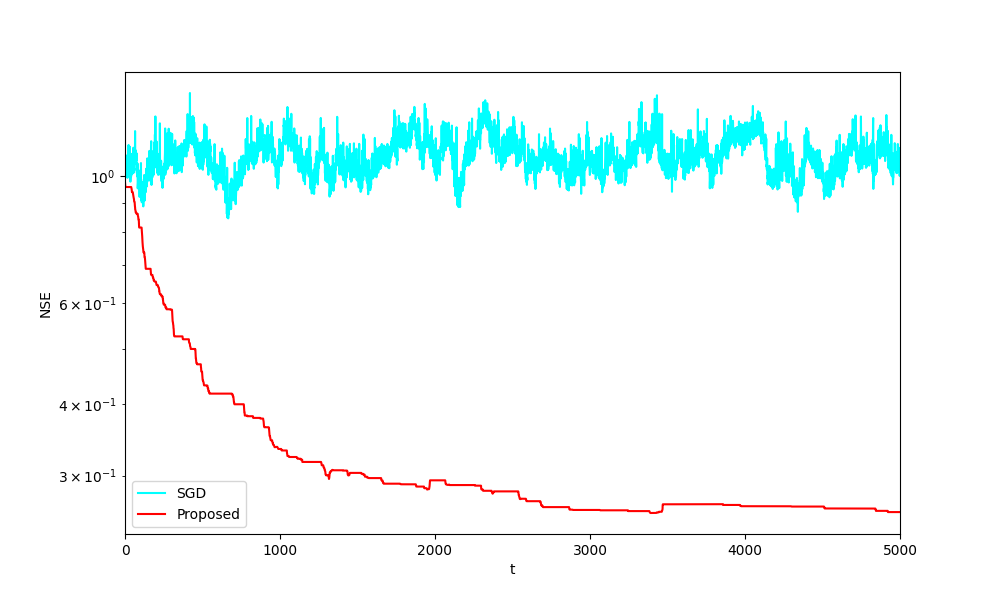 NSE
10⁰
6 × 10⁻¹
4 × 10⁻¹
3 × 10⁻¹
SGD
Proposed
0 1000 2000 3000 4000 5000
t